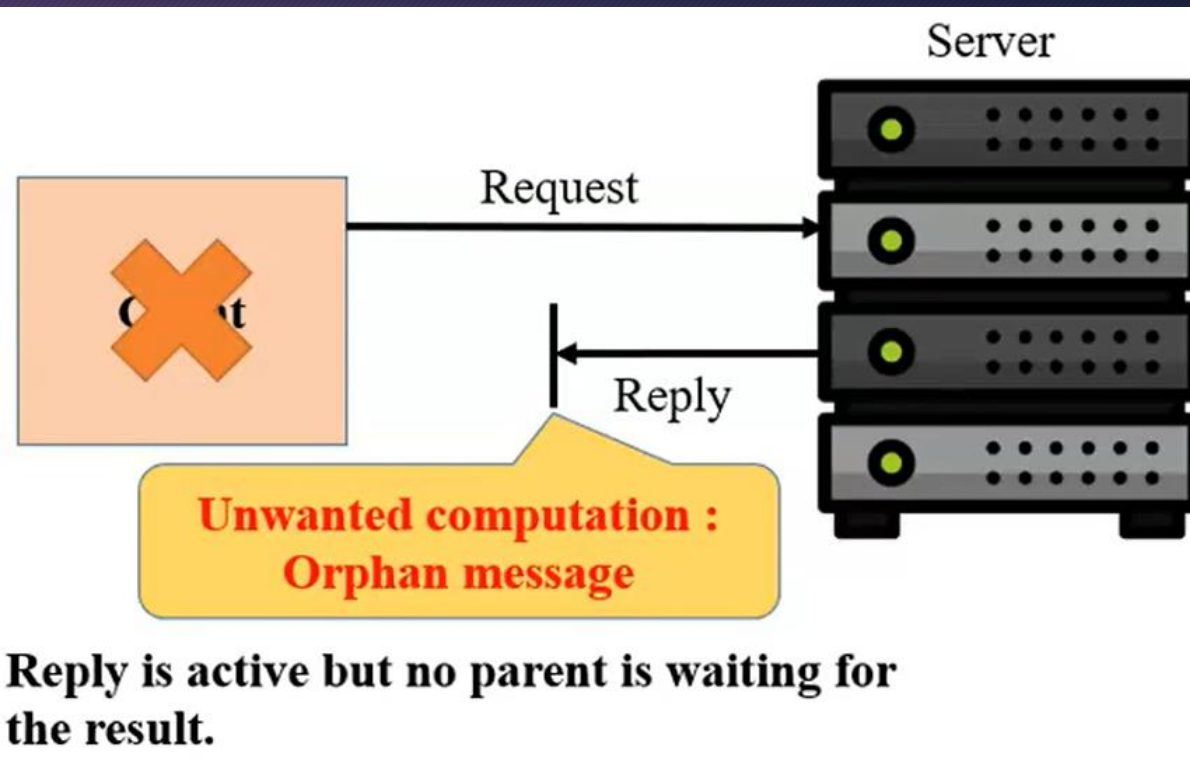 Server
Request
Reply
Unwanted computation :
Orphan message
Reply is active but no parent is waiting for
the result.